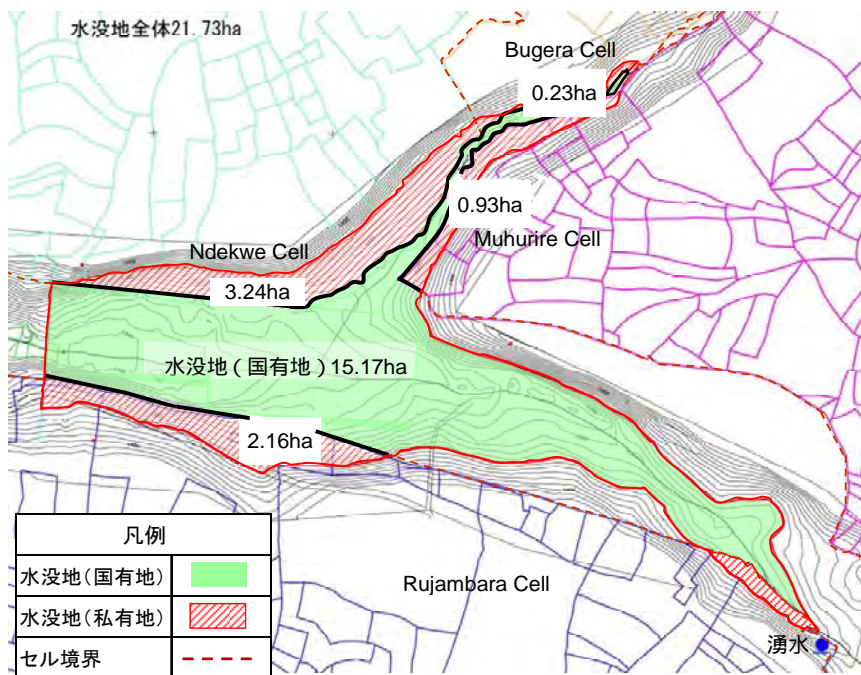 水没地全体21.73ha
Bugera Cell
0.23ha
0.93ha
Muhurire Cell
Ndekwe Cell
3.24ha
水没地(国有地)15.17ha
2.16ha
凡例
水没地(国有地)
水没地(私有地)
セル境界
Rujambara Cell
湧水